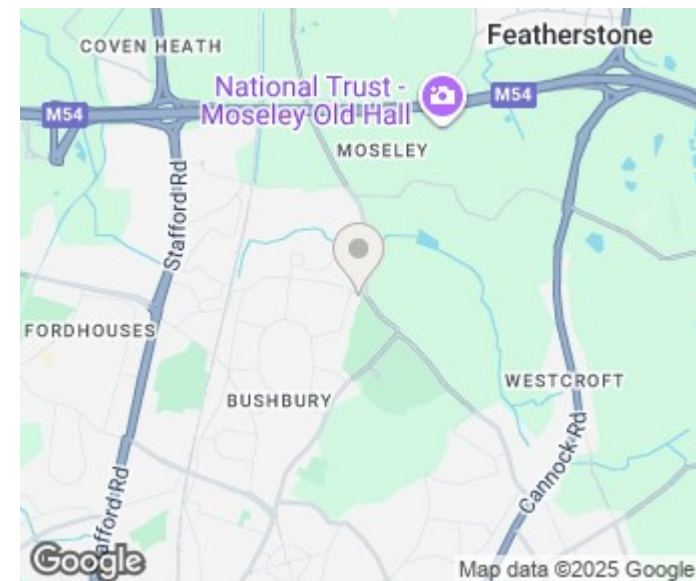 COVEN HEATH
Featherstone
National Trust -
Moseley Old Hall
M54
M54
MOSELEY
Stafford Rd
FORDHOUSES
BUSHBURY
WESTCROFT
Cannock Rd
afford Rd
Google
Map data ©2025 Google